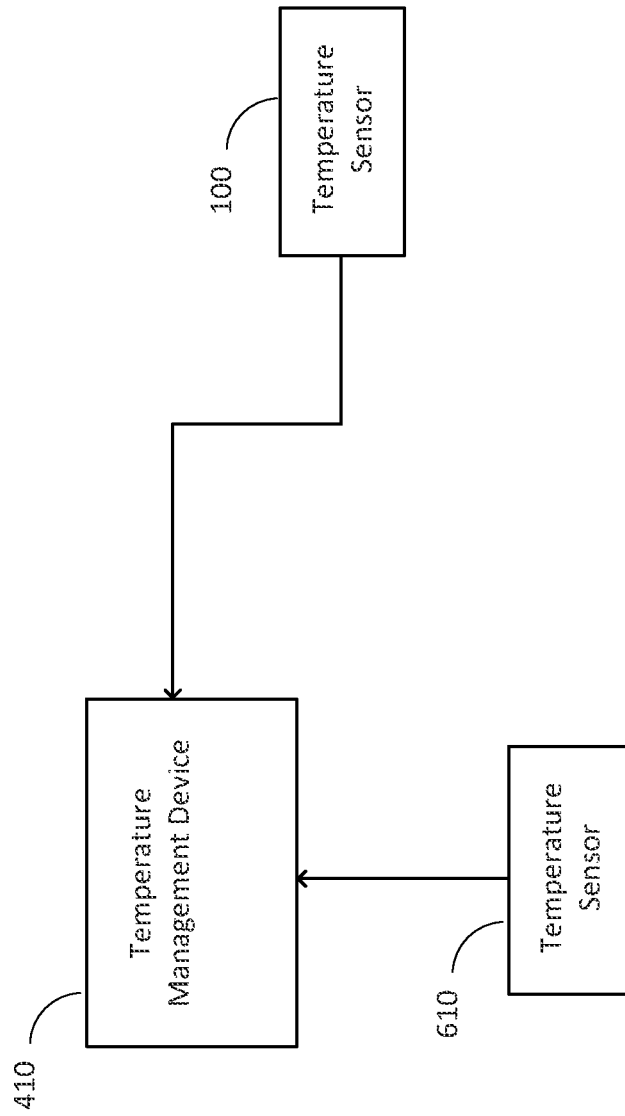 410
Temperature
Management Device
610
Temperature
Sensor
100
Temperature
Sensor